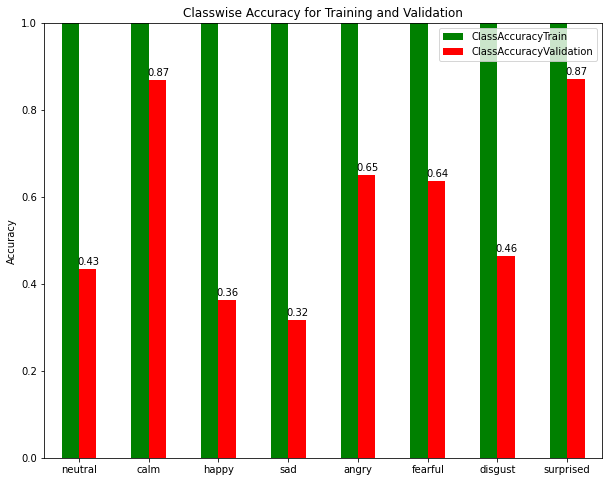 Classwise Accuracy for Training and Validation
ClassAccuracyTrain
ClassAccuracyValidation
Accuracy
1.0
0.8
0.6
0.4
0.2
0.0
0.43
0.87
0.36
0.32
0.65
0.64
0.46
0.87
neutral calm happy sad angry fearful disgust surprised